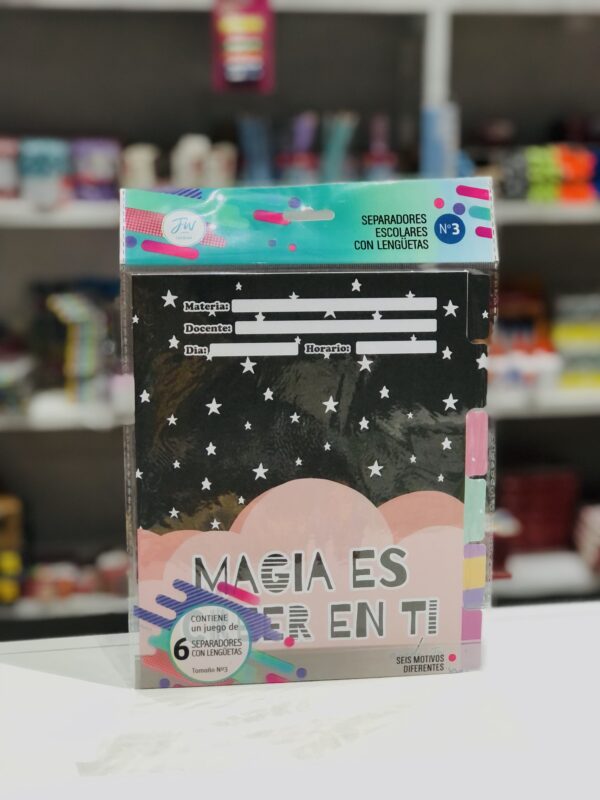 JW
SEPARADORES
ESCOLARES
CON LENGÜETAS
Nº3
Materia:
Docente:
Dia: Horario:
MAGIA ES
ER EN TI
CONTIENE
un juego de
6 SEPARADORES
CON LENGÜETAS
Tamaño Nº3
SEIS MOTIVOS
DIFERENTES